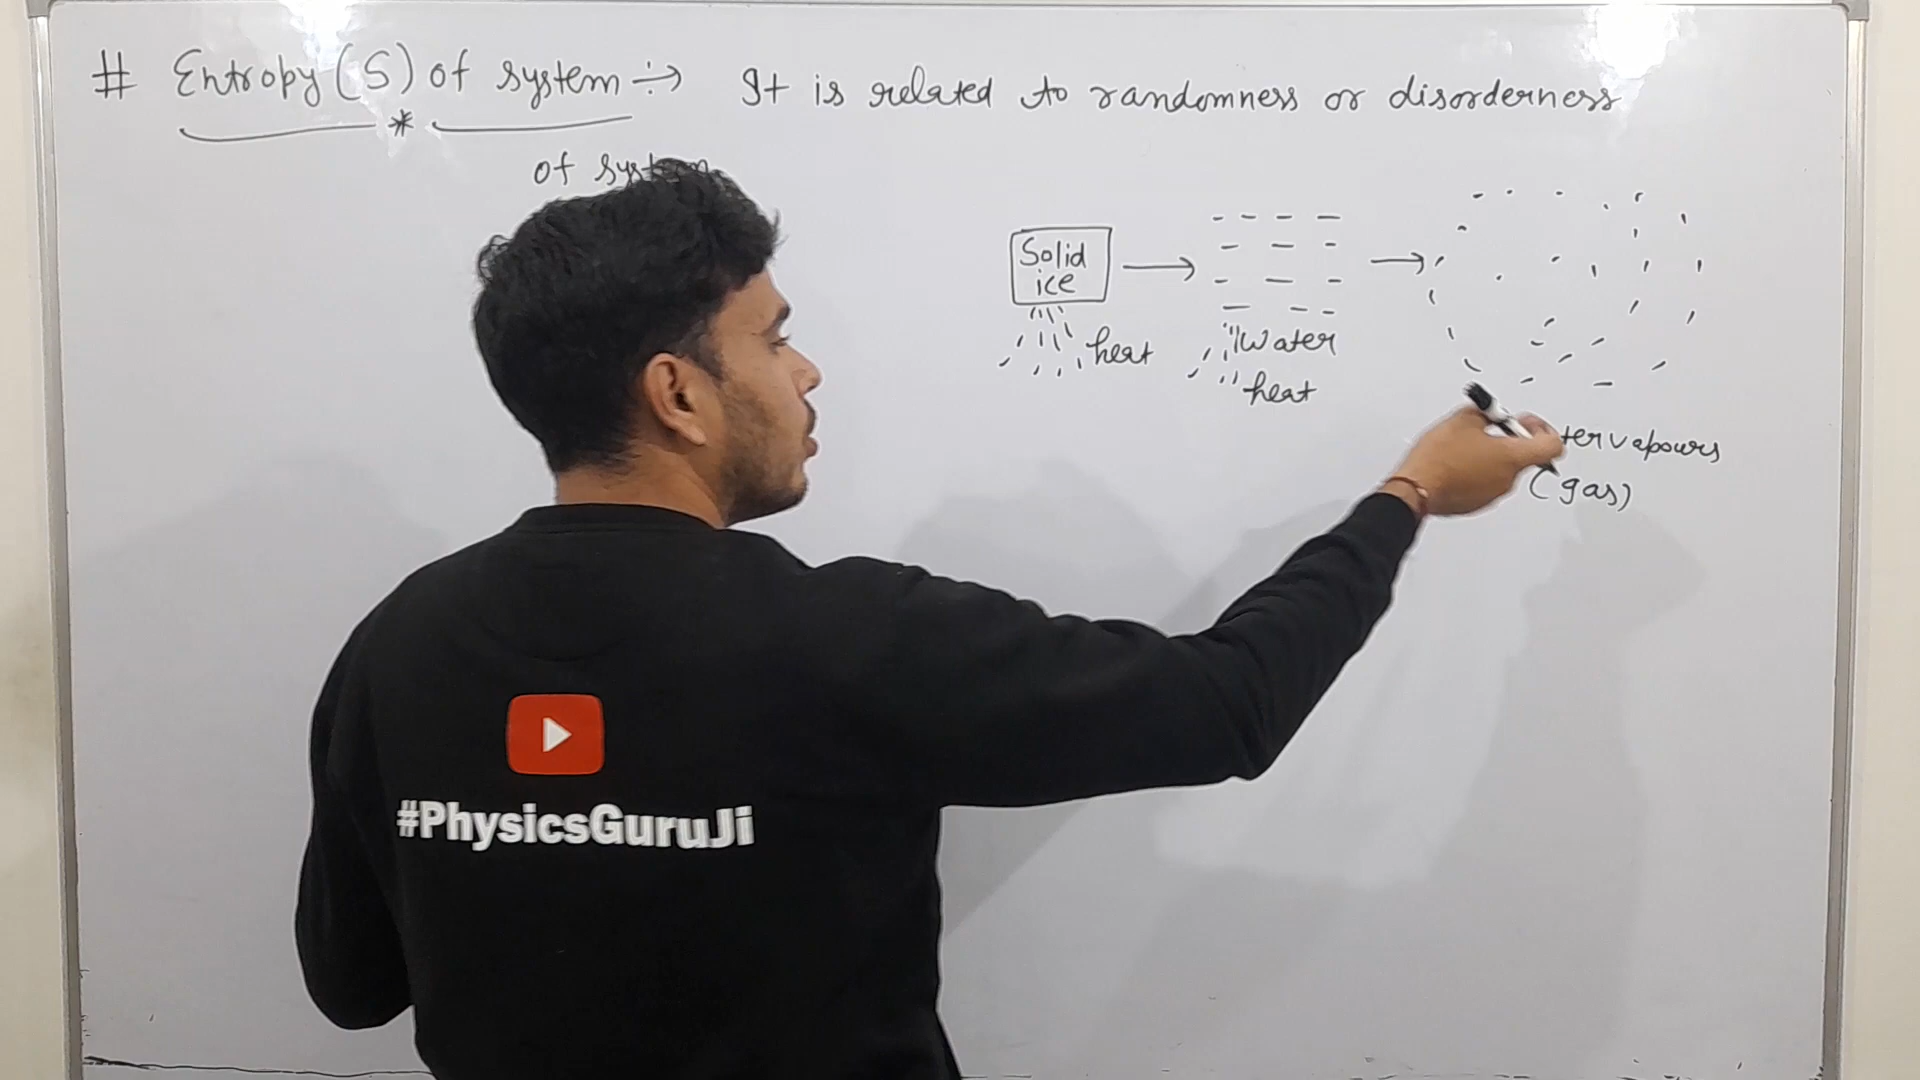 # Entropy (S) of system ÷→ It is related to randomness or disorderness
*
of system
Solid
ice
heat
Water
heat
vapours
(gas)
#PhysicsGuruJi